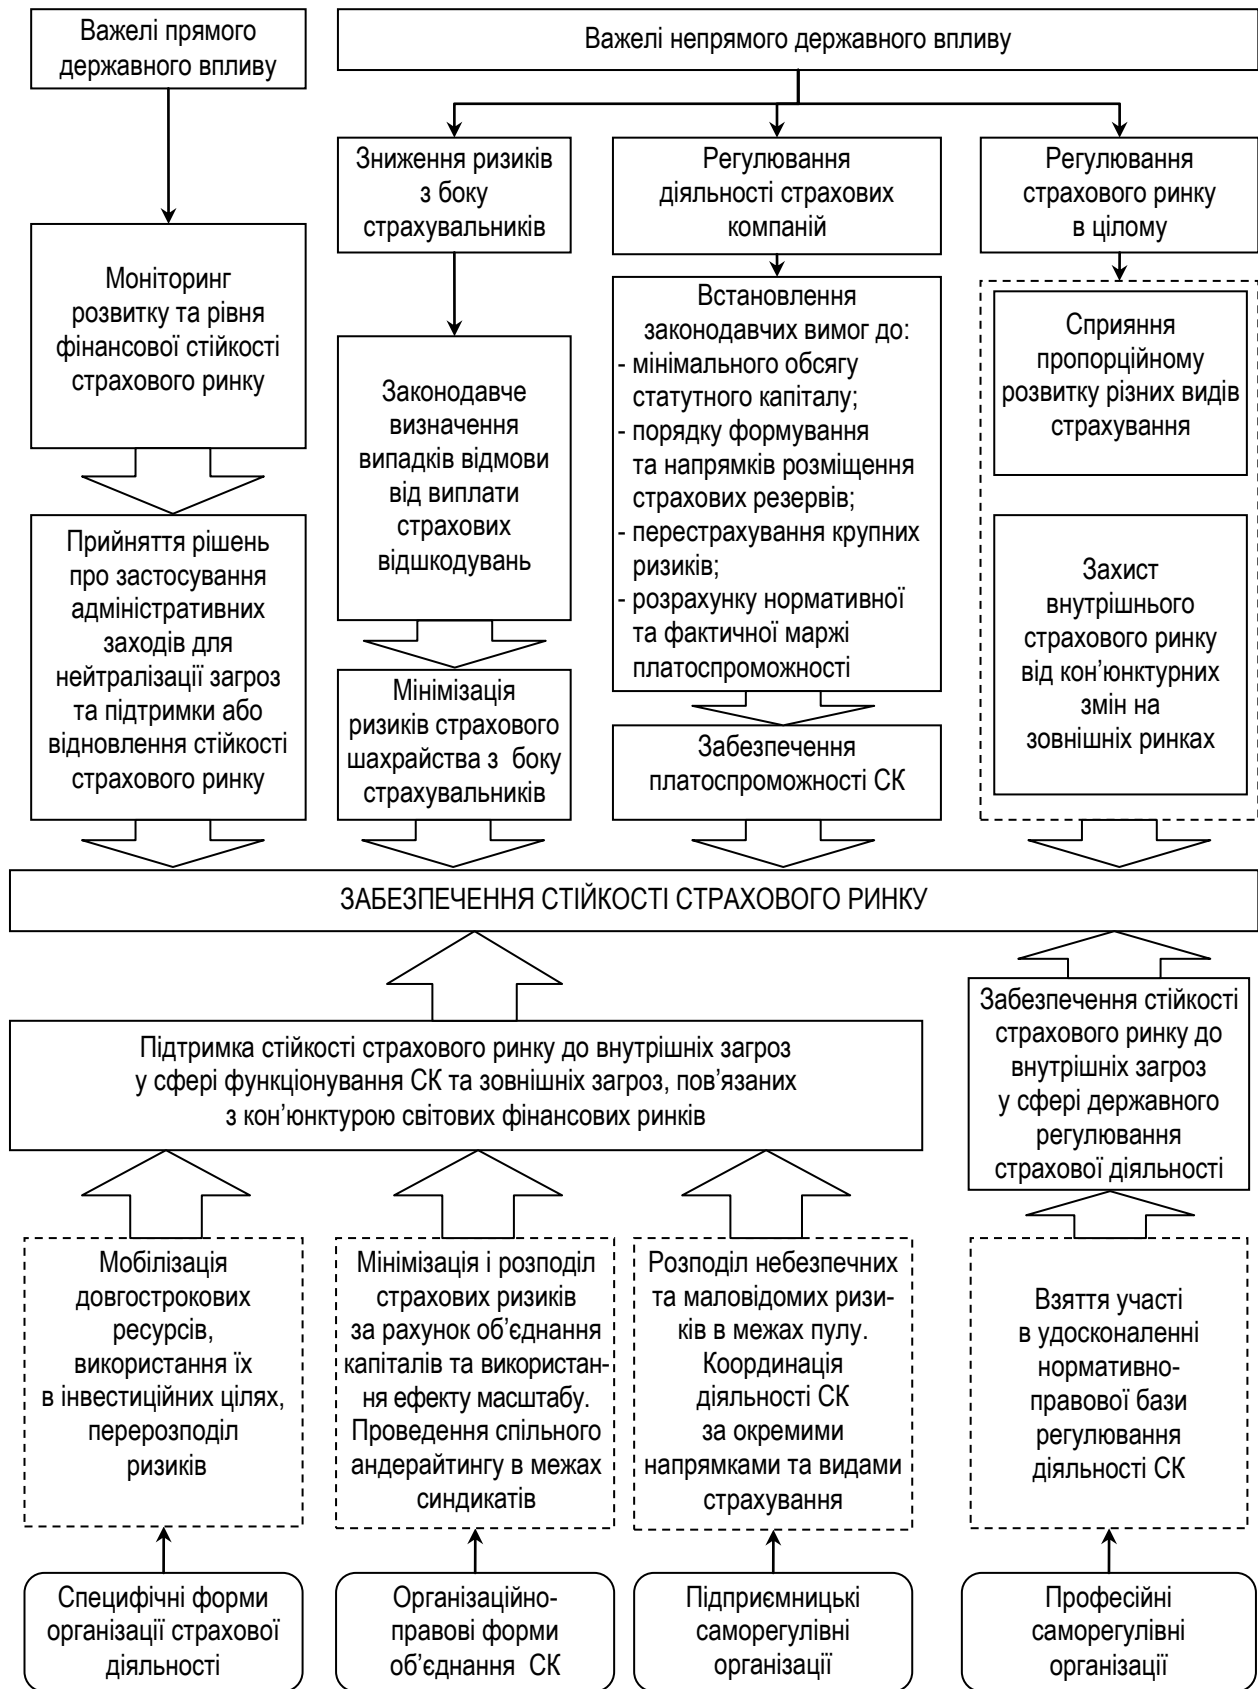 Важелі прямого
державного впливу
Важелі непрямого державного впливу
Зниження ризиків
з боку
страхувальників
Регулювання
діяльності страхових
компаній
Регулювання
страхового ринку
в цілому
Моніторинг
розвитку та рівня
фінансової стійкості
страхового ринку
Законодавче
визначення
випадків відмови
від виплати
страхових
відшкодувань
Встановлення
законодавчих вимог до:
- мінімального обсягу
статутного капіталу;
- порядку формування
та напрямків розміщення
страхових резервів;
- перестрахування крупних
ризиків;
- розрахунку нормативної
та фактичної маржі
платоспроможності
Сприяння
пропорційному
розвитку різних видів
страхування
Захист
внутрішнього
страхового ринку
від кон’юнктурних
змін на
зовнішніх ринках
Прийняття рішень
про застосування
адміністративних
заходів для
нейтралізації загроз
та підтримки або
відновлення стійкості
страхового ринку
Мінімізація
ризиків страхового
шахрайства з боку
страхувальників
Забезпечення
платоспроможності СК
ЗАБЕЗПЕЧЕННЯ СТІЙКОСТІ СТРАХОВОГО РИНКУ
Підтримка стійкості страхового ринку до внутрішніх загроз
у сфері функціонування СК та зовнішніх загроз, пов’язаних
з кон’юнктурою світових фінансових ринків
Забезпечення стійкості
страхового ринку до
внутрішніх загроз
у сфері державного
регулювання
страхової діяльності
Мобілізація
довгострокових
ресурсів,
використання їх
в інвестиційних цілях,
перерозподіл
ризиків
Мінімізація і розподіл
страхових ризиків
за рахунок об’єднання
капіталів та використан-
ня ефекту масштабу.
Проведення спільного
андерайтингу в межах
синдикатів
Розподіл небезпечних
та маловідомих ризи-
ків в межах пулу.
Координація
діяльності СК
за окремими
напрямками та видами
страхування
Взяття участі
в удосконаленні
нормативно-
правової бази
регулювання
діяльності СК
Специфічні форми
організації страхової
діяльності
Організаційно-
правові форми
об’єднання СК
Підприємницькі
саморегулівні
організації
Професійні
саморегулівні
організації